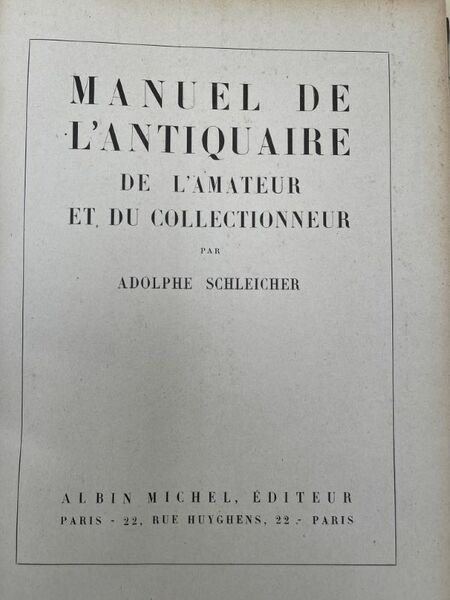 MANUEL DE
L'ANTIQUAIRE
DE L'AMATEUR
ET DU COLLECTIONNEUR
PAR
ADOLPHE SCHLEICHER
ALBIN MICHEL, ÉDITEUR
PARIS - 22, RUE HUYGHENS, 22 - PARIS